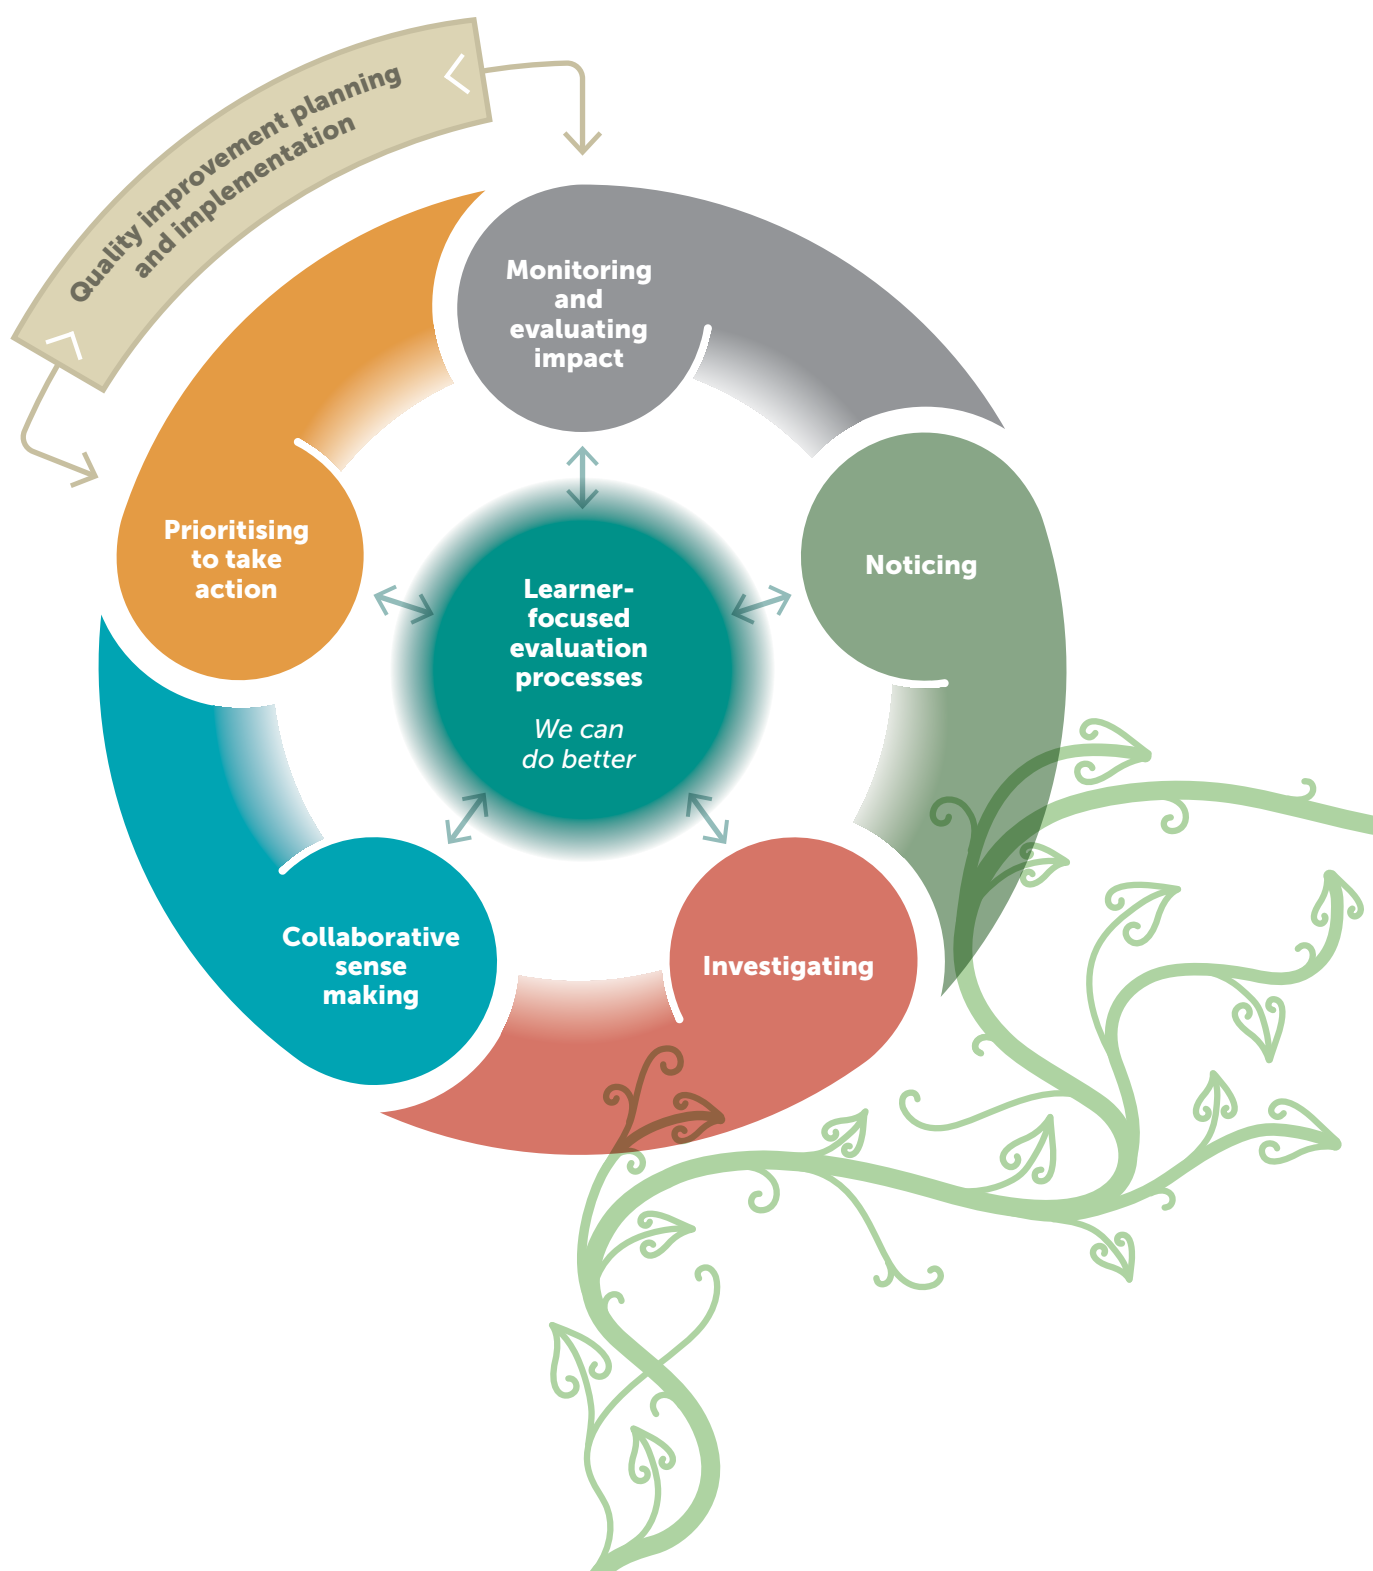 Quality improvement planning
and implementation
Monitoring
and
evaluating
impact
Noticing
Investigating
Collaborative
sense
making
Prioritising
to take
action
Learner-
focused
evaluation
processes
We can
do better